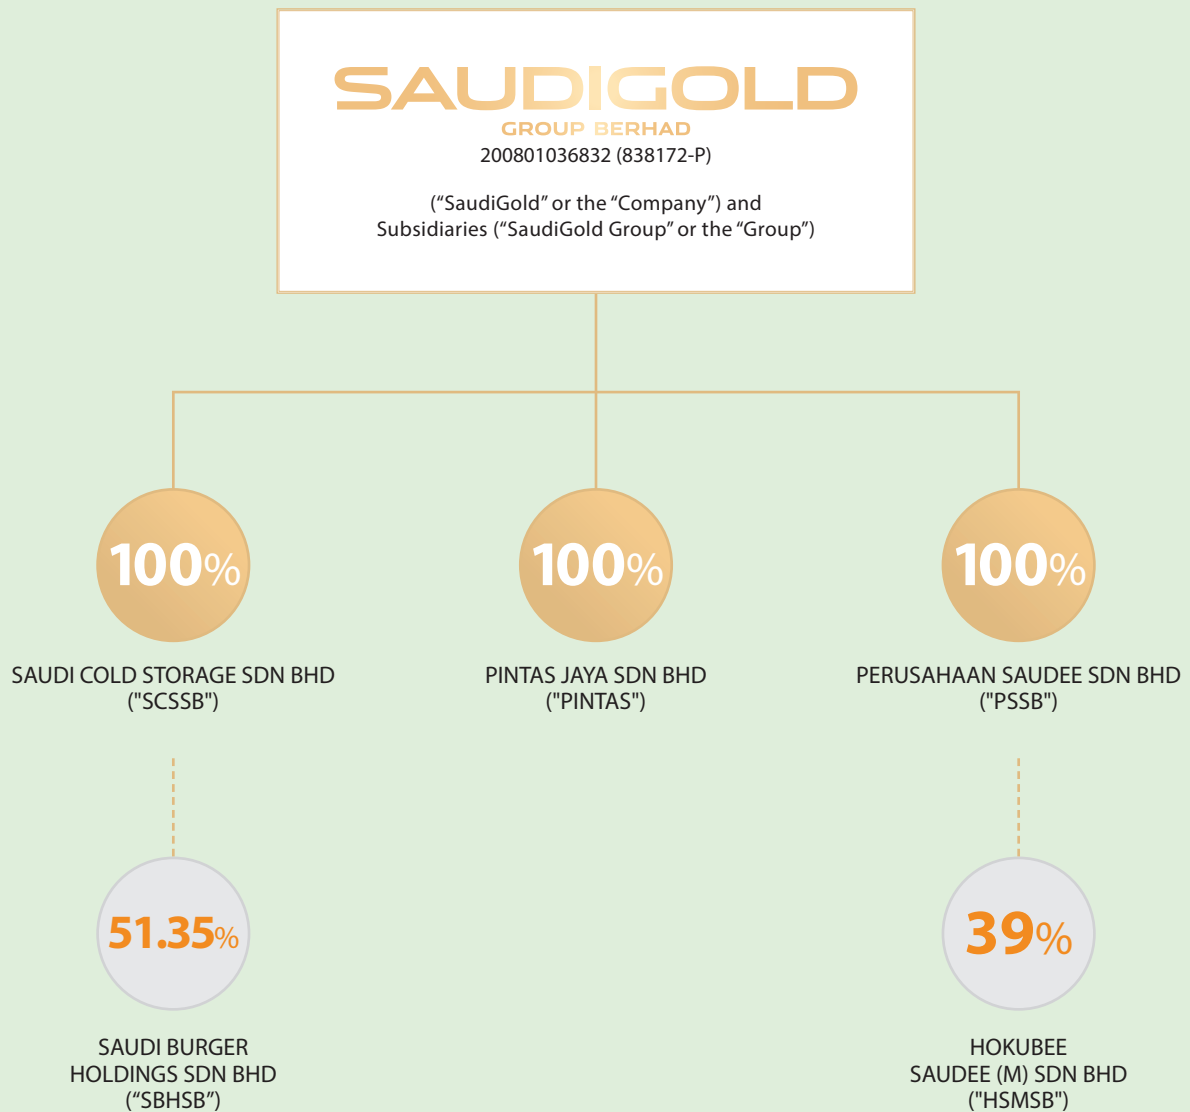 SAUDIGOLD
GROUP BERHAD
200801036832 (838172-P)
(“SaudiGold” or the “Company”) and
Subsidiaries (“SaudiGold Group” or the “Group”)
100%
100%
100%
SAUDI COLD STORAGE SDN BHD
("SCSSB")
PINTAS JAYA SDN BHD
("PINTAS")
PERUSAHAAN SAUDEE SDN BHD
("PSSB")
51.35%
39%
SAUDI BURGER
HOLDINGS SDN BHD
(“SBHSB”)
HOKUBEE
SAUDEE (M) SDN BHD
("HSMSB")